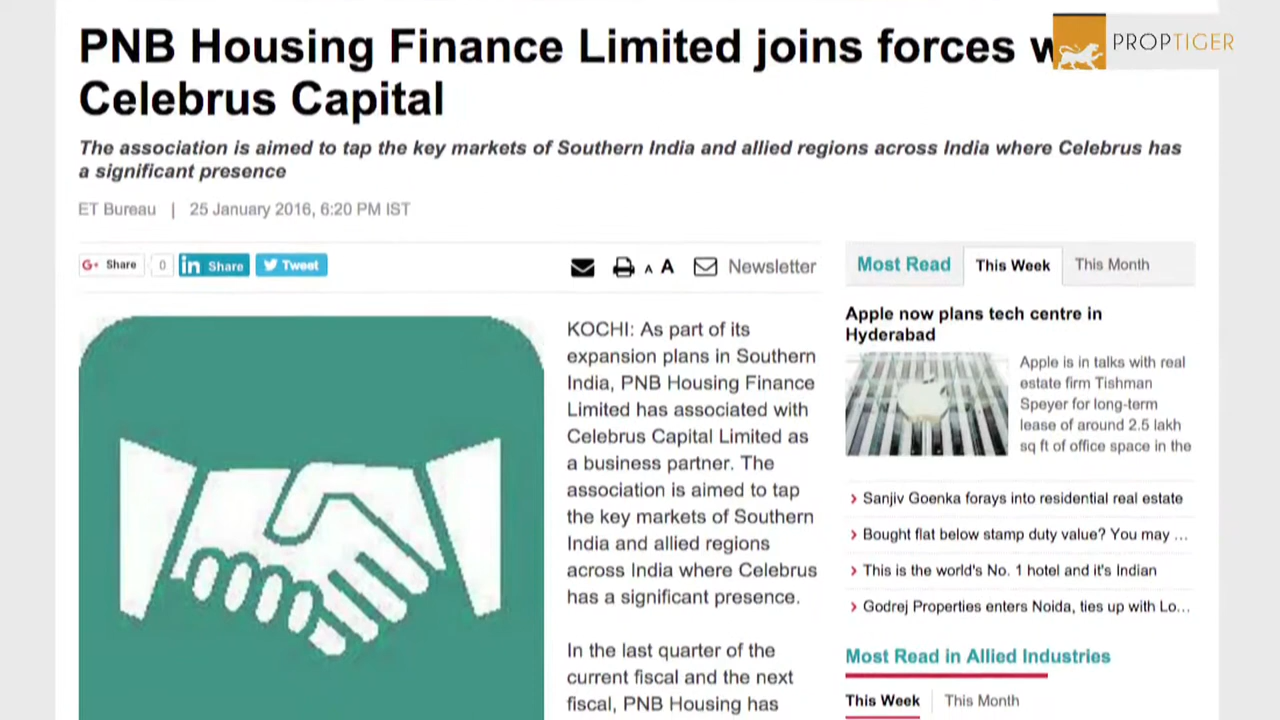 PNB Housing Finance Limited joins forces
Celebrus Capital
PROPTIGER
The association is aimed to tap the key markets of Southern India and allied regions across India where Celebrus has
a significant presence
ET Bureau | 25 January 2016, 6:20 PM IST
G+ Share 0 in Share Tweet
A A Newsletter
KOCHI: As part of its
expansion plans in Southern
India, PNB Housing Finance
Limited has associated with
Celebrus Capital Limited as
a business partner. The
association is aimed to tap
the key markets of Southern
India and allied regions
across India where Celebrus
has a significant presence.
In the last quarter of the
current fiscal and the next
fiscal, PNB Housing has
Most Read This Week This Month
Apple now plans tech centre in
Hyderabad
Apple is in talks with real
estate firm Tishman
Speyer for long-term
lease of around 2.5 lakh
sq ft of office space in the
Sanjiv Goenka forays into residential real estate
Bought flat below stamp duty value? You may ...
This is the world's No. 1 hotel and it's Indian
Godrej Properties enters Noida, ties up with Lo...
Most Read in Allied Industries
This Week This Month